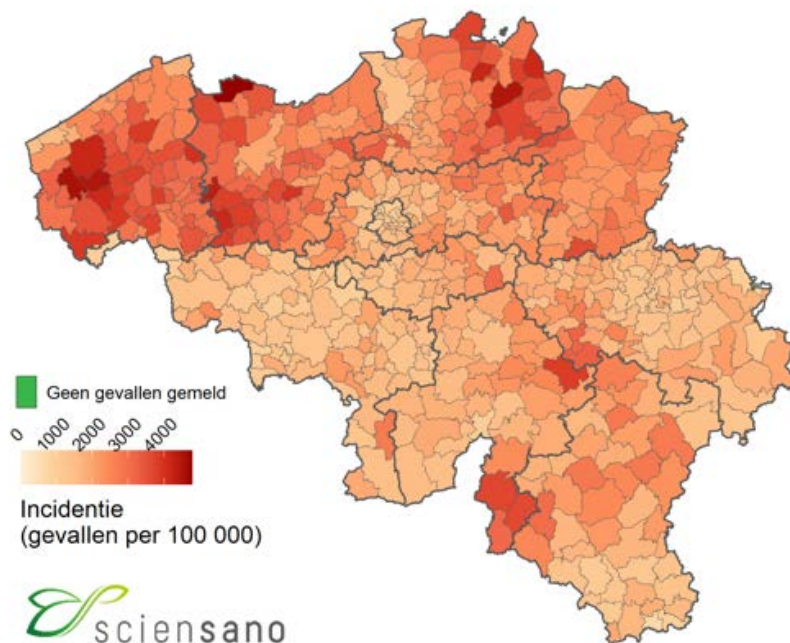 Geen gevallen gemeld
0 1000 2000 3000 4000
Incidentie
(gevallen per 100 000)
sciensano